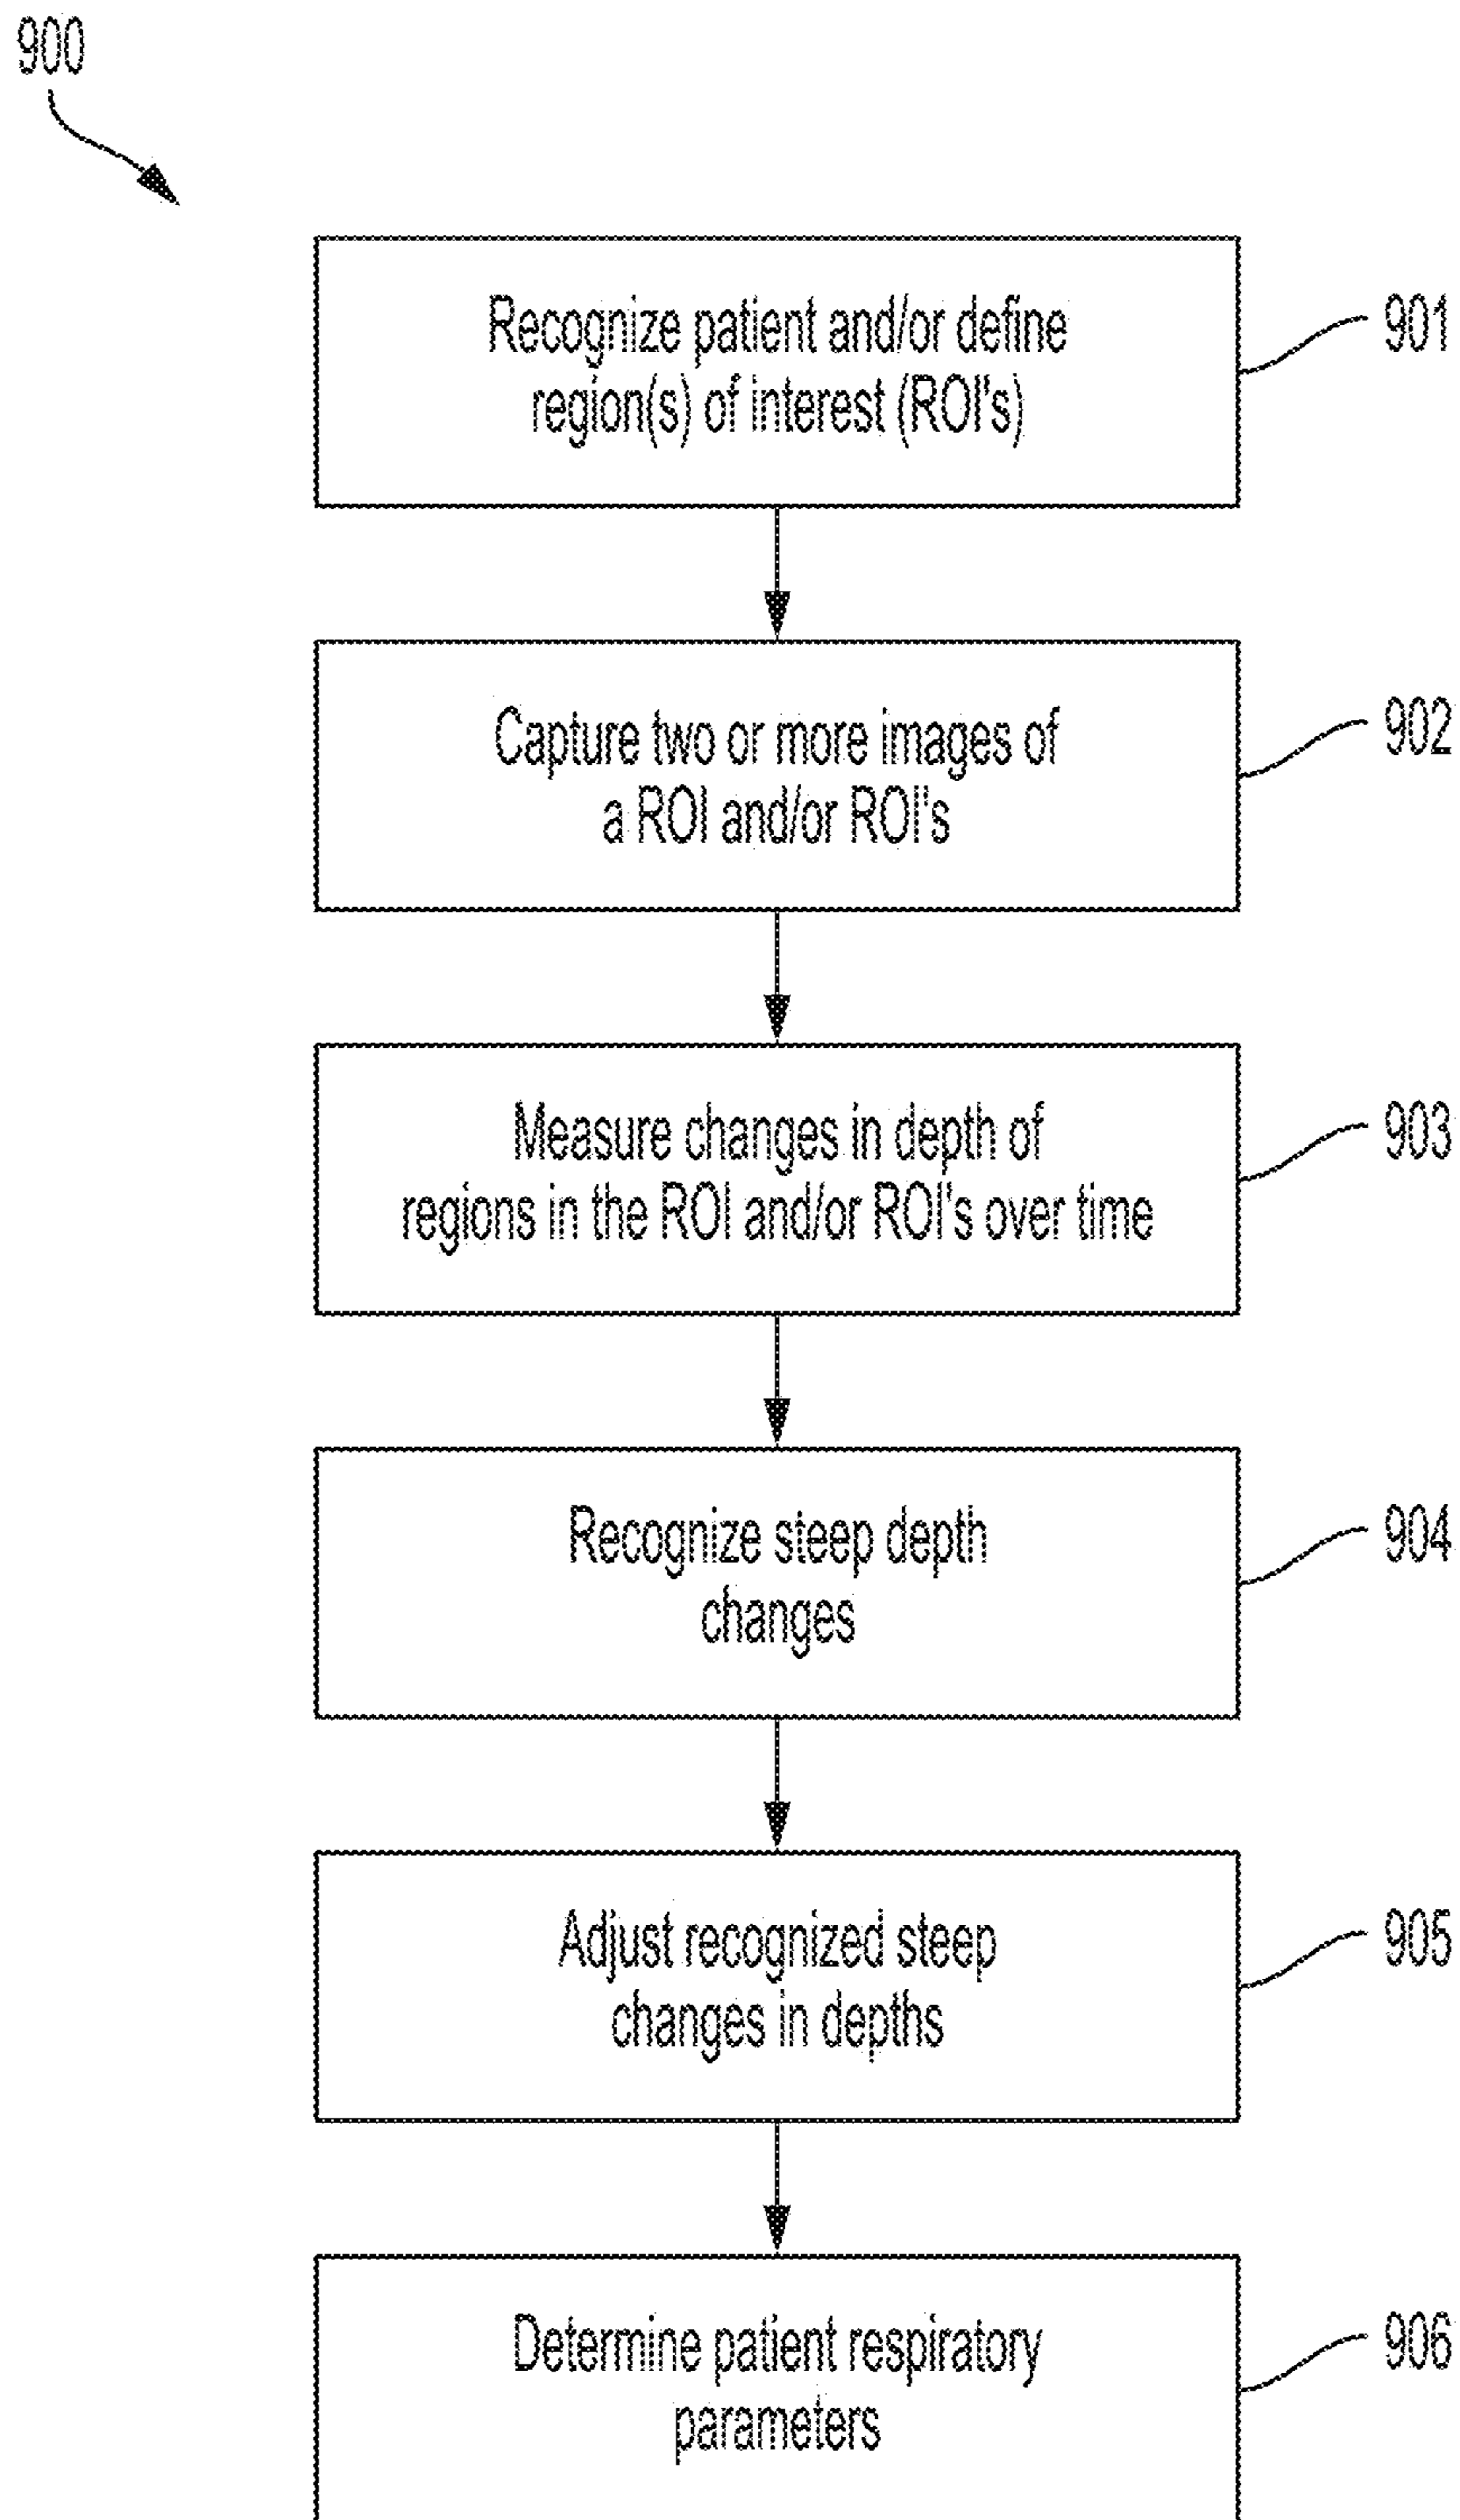 900
Recognize patient and/or define
region(s) of interest (ROI's)
901
Capture two or more images of
a ROI and/or ROI's
902
Measure changes in depth of
regions in the ROI and/or ROI's over time
903
Recognize steep depth
changes
904
Adjust recognized steep
changes in depths
905
Determine patient respiratory
parameters
906